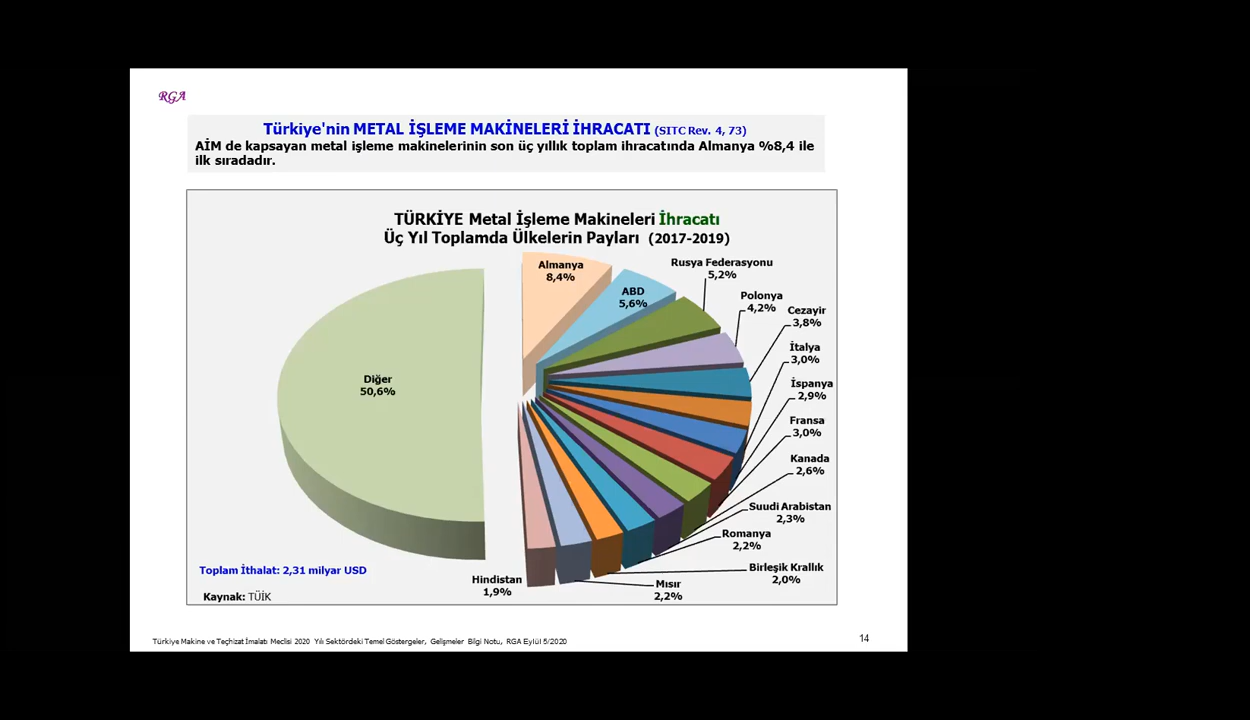 RGA
Türkiye'nin METAL İŞLEME MAKİNELERİ İHRACATI (SITC Rev. 4, 73)
AİM de kapsayan metal işleme makinelerinin son üç yıllık toplam ihracatında Almanya %8,4 ile
ilk sıradadır.
TÜRKİYE Metal İşleme Makineleri İhracatı
Üç Yıl Toplamda Ülkelerin Payları (2017-2019)
Almanya
8,4%
ABD
5,6%
Rusya Federasyonu
5,2%
Polonya
4,2%
Cezayir
3,8%
İtalya
3,0%
İspanya
2,9%
Fransa
3,0%
Kanada
2,6%
Suudi Arabistan
2,3%
Romanya
2,2%
Birleşik Krallık
2,0%
Mısır
2,2%
Hindistan
1,9%
Diğer
50,6%
Toplam İthalat: 2,31 milyar USD
Kaynak: TÜİK
Türkiye Makine ve Teçhizat İmalatı Meclisi 2020 Yılı Sektördeki Temel Göstergeler, Gelişmeler Bilgi Notu, RGA Eylül 5/2020
14